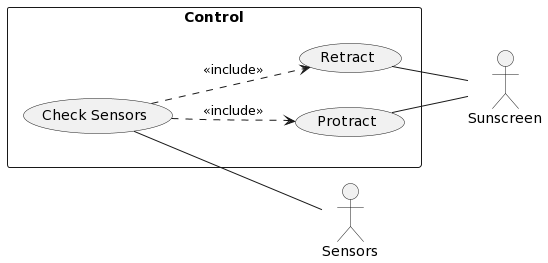 Control
Retract
«include»
Sunscreen
«include»
Check Sensors
Protract
Sensors